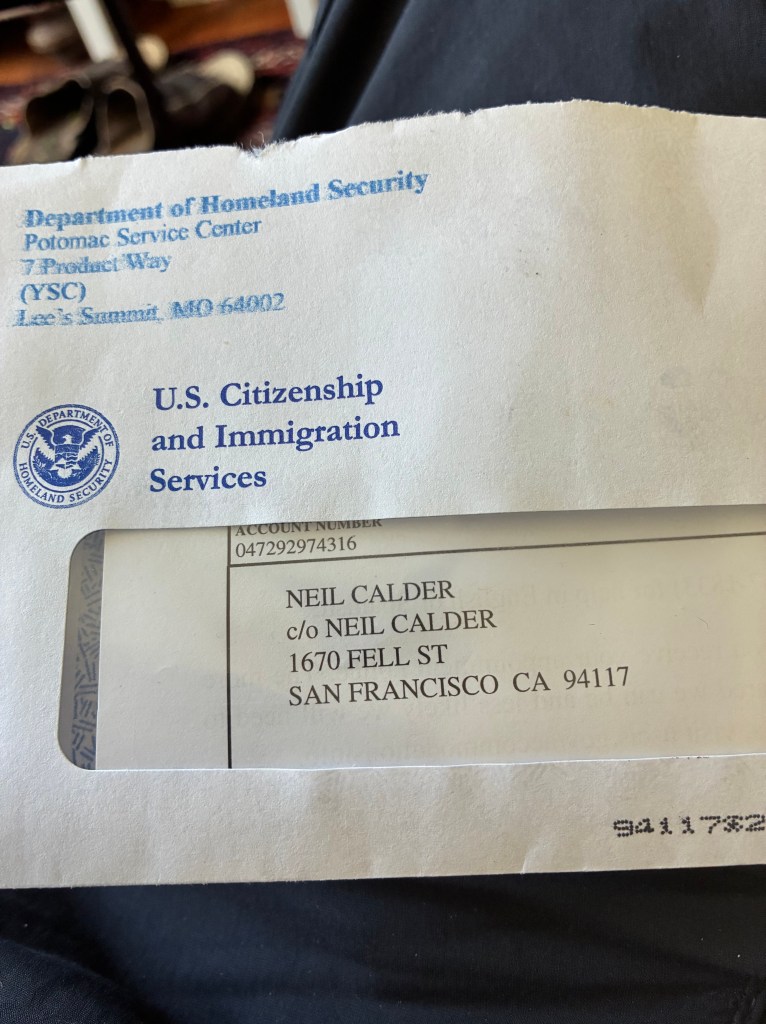 Department of Homeland Security
Potomac Service Center
7 Product Way
(YSC)
Lee's Summit, MO 64002
U.S. Citizenship
and Immigration
Services
U.S. DEPARTMENT OF
HOMELAND SECURITY
ACCOUNT NUMBER
047292974316
NEIL CALDER
c/o NEIL CALDER
1670 FELL ST
SAN FRANCISCO CA 94117
94117